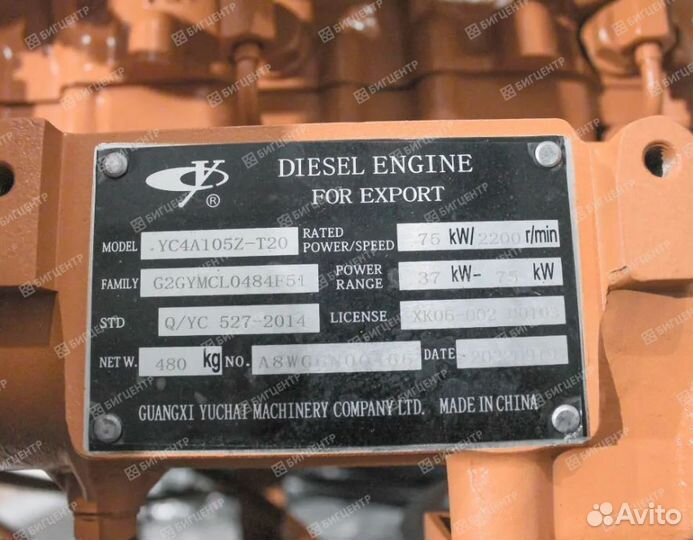 DIESEL ENGINE
FOR EXPORT
®
MODEL YC4A105Z-T20 RATED POWER/SPEED 75 kW/ 2200 r/min
FAMILY G2GYMCL0484F51 POWER RANGE 37 kW- 75 kW
STD Q/YC 527-2014 LICENSE XK06-002
NET W. 480 kg NO. DATE
GUANGXI YUCHAI MACHINERY COMPANY LTD. MADE IN CHINA
БИГЦЕНТР
Avito